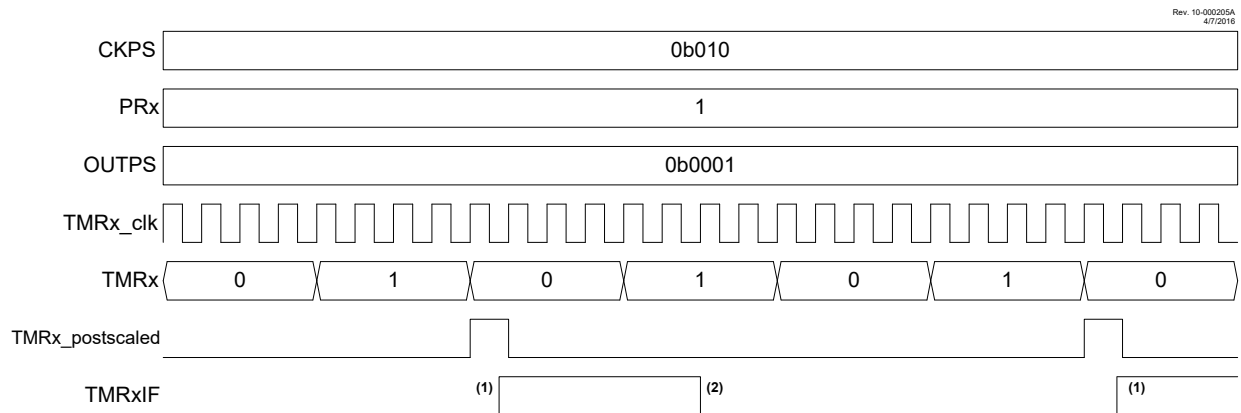 Rev. 10-000205A
4/7/2016
CKPS 0b010
PRx 1
OUTPS 0b0001
TMRx_clk
TMRx 0 1 0 1 0 1 0
TMRx_postscaled
TMRxIF (1) (2) (1)